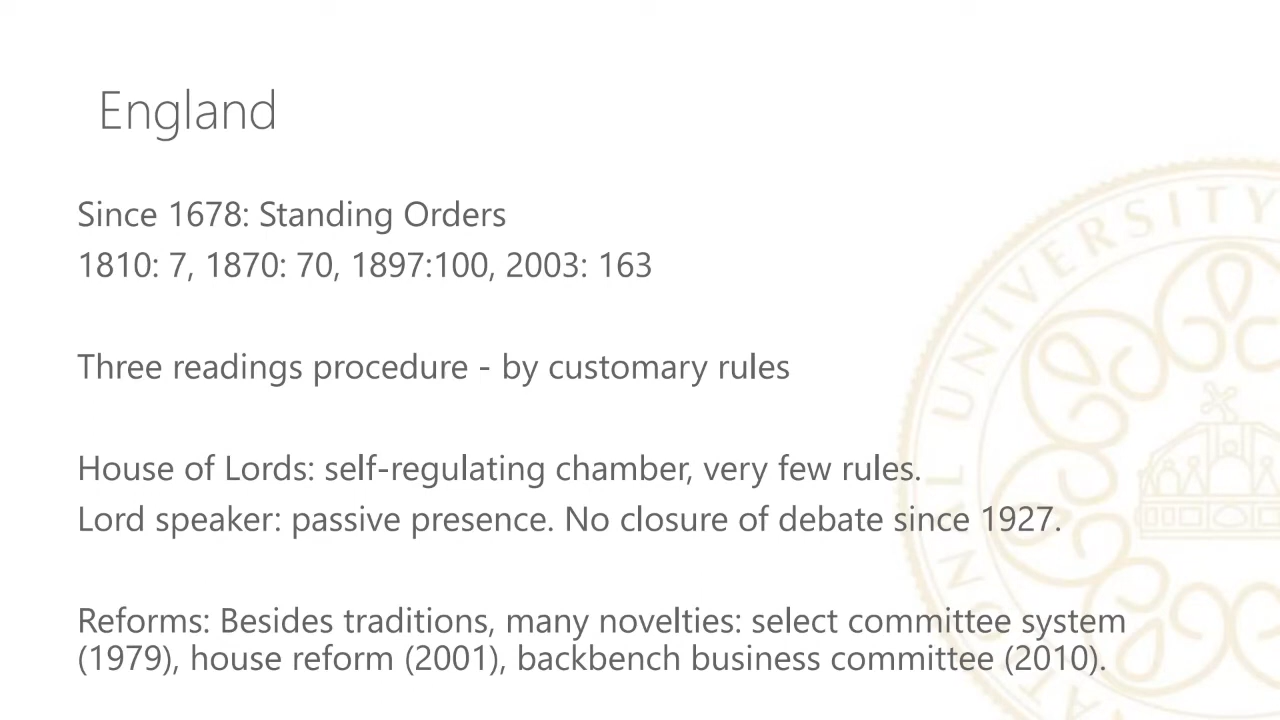 England
Since 1678: Standing Orders
1810: 7, 1870: 70, 1897:100, 2003: 163
Three readings procedure - by customary rules
House of Lords: self-regulating chamber, very few rules.
Lord speaker: passive presence. No closure of debate since 1927.
Reforms: Besides traditions, many novelties: select committee system
(1979), house reform (2001), backbench business committee (2010).
UNIVERSITY